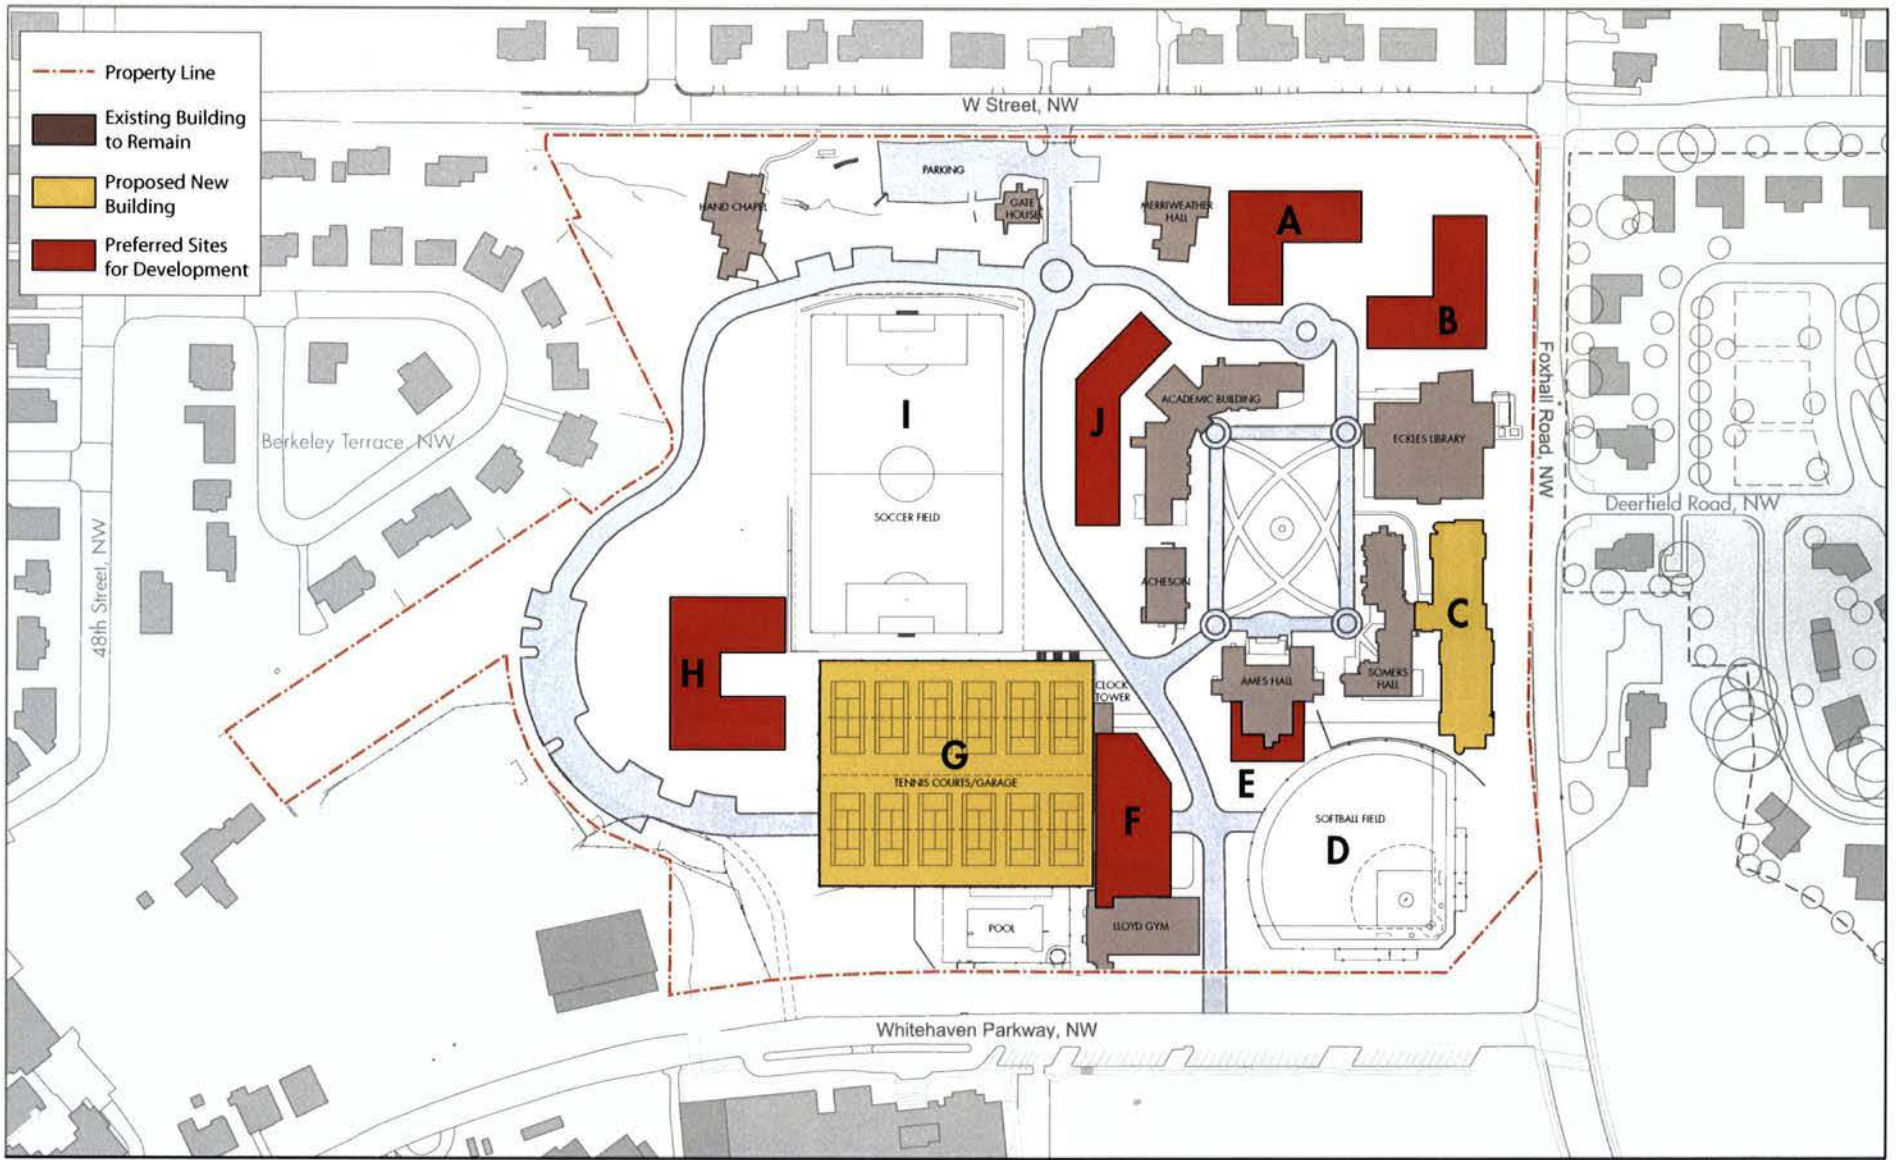 Property Line
Existing Building
to Remain
Proposed New
Building
Preferred Sites
for Development
W Street, NW
PARKING
HAND CHAPEL
GATE
HOUSE
MERRIWEATHER
HALL
A
B
Foxhall Road, NW
J
ACADEMIC BUILDING
ECKLES LIBRARY
I
SOCCER FIELD
Berkeley Terrace, NW
48th Street, NW
Deerfield Road, NW
ACHESON
C
H
CLOCK
TOWER
AMES HALL
SOMERS
HALL
G
TENNIS COURTS/GARAGE
E
F
SOFTBALL FIELD
D
POOL
LLOYD GYM
Whitehaven Parkway, NW